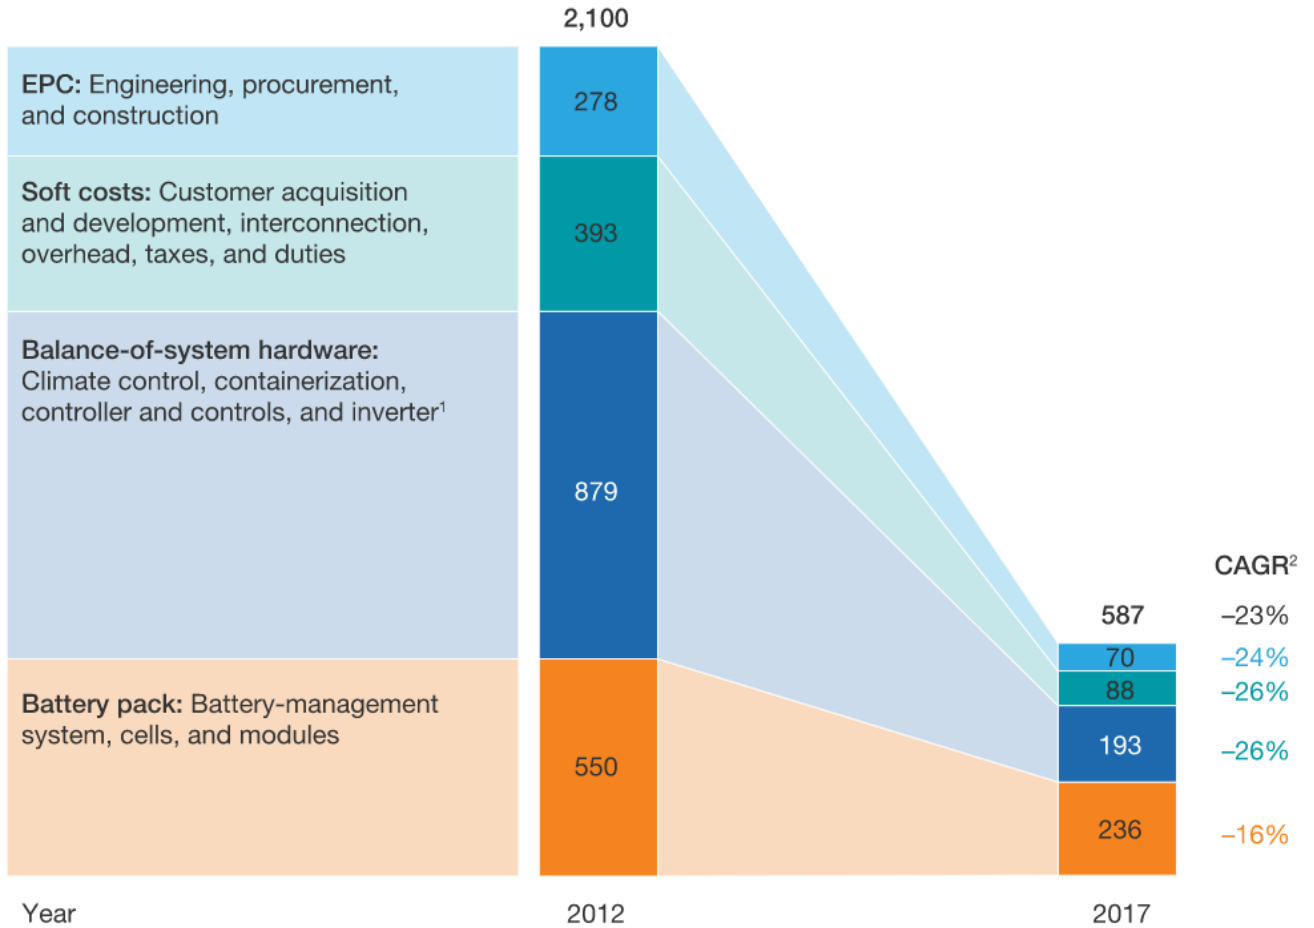 2,100
EPC: Engineering, procurement,
and construction
278
Soft costs: Customer acquisition
and development, interconnection,
overhead, taxes, and duties
393
Balance-of-system hardware:
Climate control, containerization,
controller and controls, and inverter¹
879
CAGR²
587 –23%
70 –24%
88 –26%
193 –26%
Battery pack: Battery-management
system, cells, and modules
550
236 –16%
Year 2012 2017